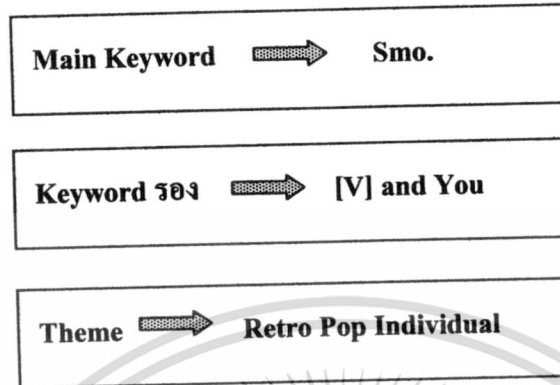 Main Keyword Smo.
Keyword รอง [V] and You
Theme Retro Pop Individual